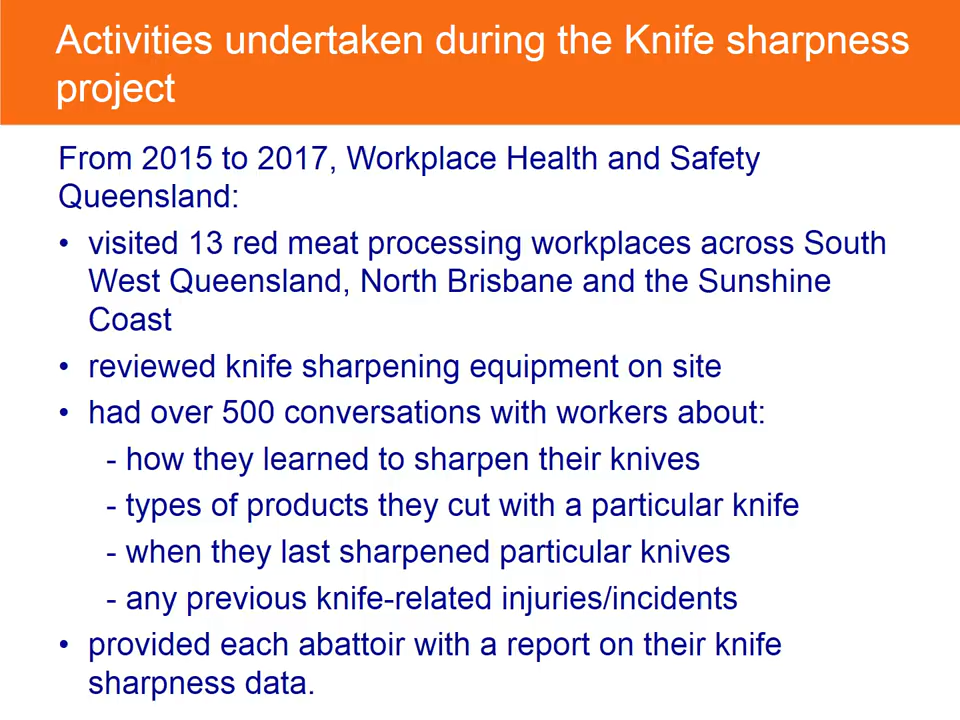 Activities undertaken during the Knife sharpness
project
From 2015 to 2017, Workplace Health and Safety
Queensland:
• visited 13 red meat processing workplaces across South
West Queensland, North Brisbane and the Sunshine
Coast
• reviewed knife sharpening equipment on site
• had over 500 conversations with workers about:
- how they learned to sharpen their knives
- types of products they cut with a particular knife
- when they last sharpened particular knives
- any previous knife-related injuries/incidents
• provided each abattoir with a report on their knife
sharpness data.